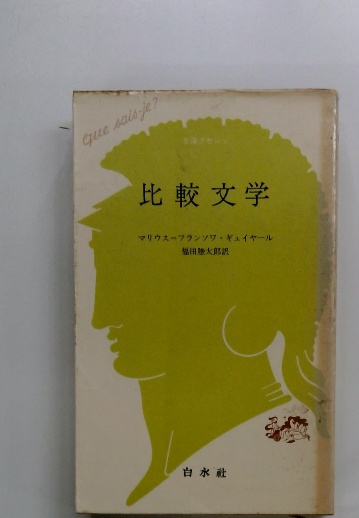 que sais-je?
文庫クセジュ
比較文学
マリウス=フランソワ・ギュイヤール
福田陸太郎訳
白水社